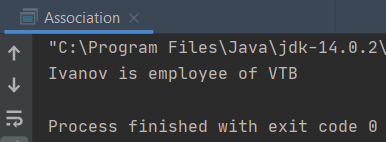 Association
"C:\Program Files\Java\jdk-14.0.2\
Ivanov is employee of VTB
Process finished with exit code 0